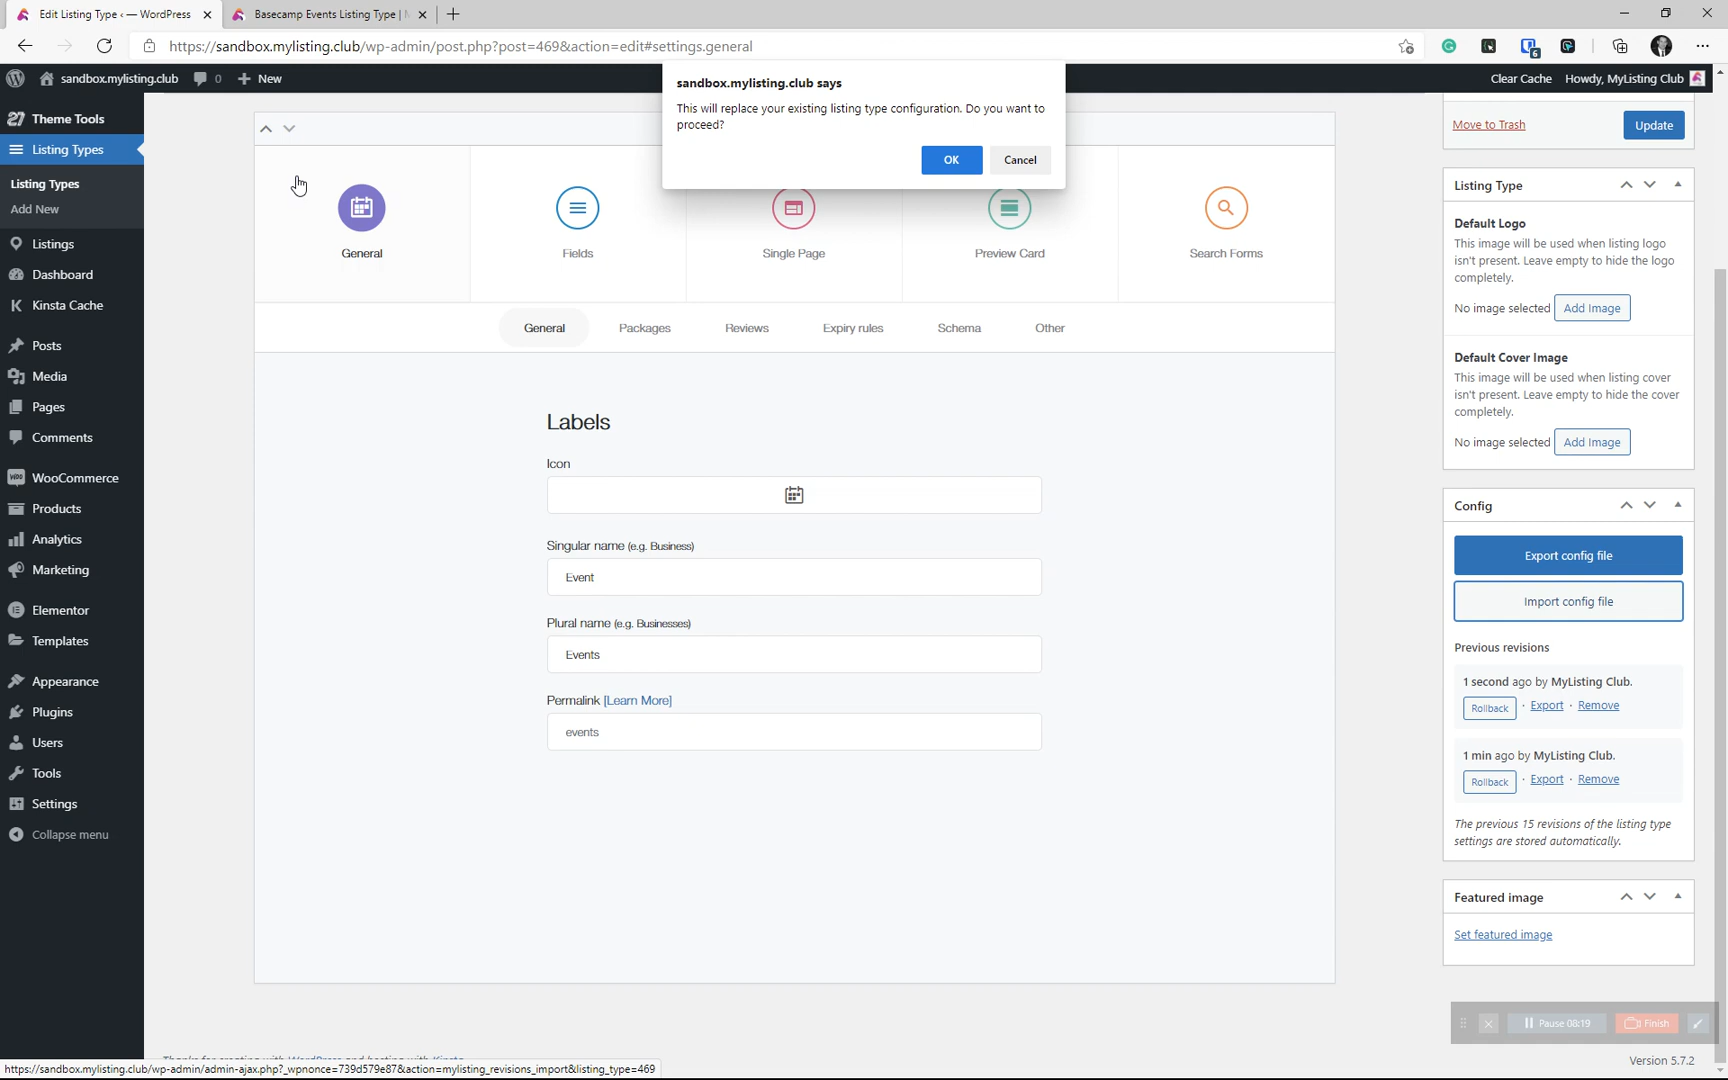 Edit Listing Type ‹ — WordPress
Basecamp Events Listing Type |
https://sandbox.mylisting.club/wp-admin/post.php?post=469&action=edit#settings.general
6
sandbox.mylisting.club
0
New
Clear Cache
Howdy, MyListing Club
sandbox.mylisting.club says
This will replace your existing listing type configuration. Do you want to
proceed?
OK
Cancel
27 Theme Tools
Listing Types
Listing Types
Add New
Listings
Dashboard
K Kinsta Cache
Posts
Media
Pages
Comments
WooCommerce
Products
Analytics
Marketing
Elementor
Templates
Appearance
Plugins
Users
Tools
Settings
Collapse menu
General
Fields
Single Page
Preview Card
Search Forms
General
Packages
Reviews
Expiry rules
Schema
Other
Labels
Icon
Singular name (e.g. Business)
Event
Plural name (e.g. Businesses)
Events
Permalink [Learn More]
events
Move to Trash
Update
Listing Type
Default Logo
This image will be used when listing logo
isn't present. Leave empty to hide the logo
completely.
No image selected
Add Image
Default Cover Image
This image will be used when listing cover
isn't present. Leave empty to hide the cover
completely.
No image selected
Add Image
Config
Export config file
Import config file
Previous revisions
1 second ago by MyListing Club.
Rollback · Export · Remove
1 min ago by MyListing Club.
Rollback · Export · Remove
The previous 15 revisions of the listing type
settings are stored automatically.
Featured image
Set featured image
Pause 08:19
Finish
Thanks for creating with WordPress and hosting with Kinsta
Version 5.7.2
https://sandbox.mylisting.club/wp-admin/admin-ajax.php?_wpnonce=739d579e87&action=mylisting_revisions_import&listing_type=469